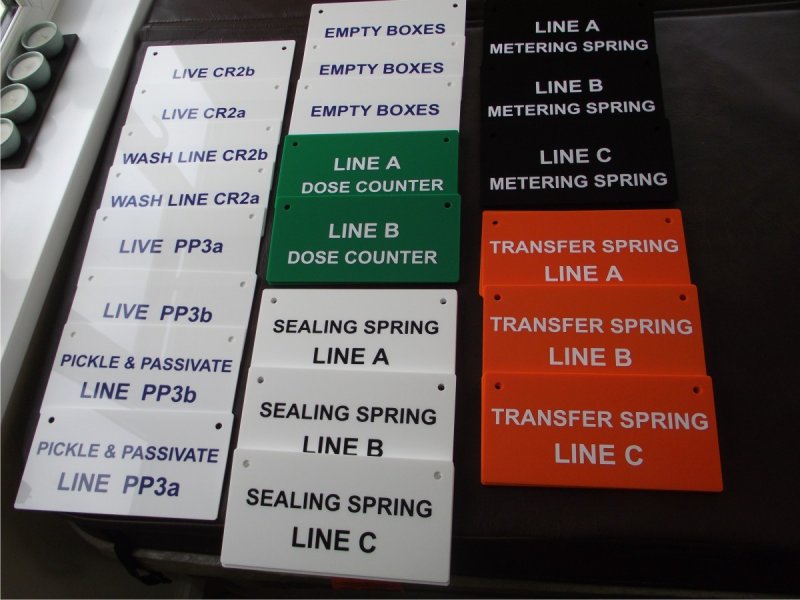 LIVE CR2b
LIVE CR2a
WASH LINE CR2b
WASH LINE CR2a
LIVE PP3a
LIVE PP3b
PICKLE & PASSIVATE
LINE PP3b
PICKLE & PASSIVATE
LINE PP3a
EMPTY BOXES
EMPTY BOXES
EMPTY BOXES
LINE A
DOSE COUNTER
LINE B
DOSE COUNTER
SEALING SPRING
LINE A
SEALING SPRING
LINE B
SEALING SPRING
LINE C
LINE A
METERING SPRING
LINE B
METERING SPRING
LINE C
METERING SPRING
TRANSFER SPRING
LINE A
TRANSFER SPRING
LINE B
TRANSFER SPRING
LINE C